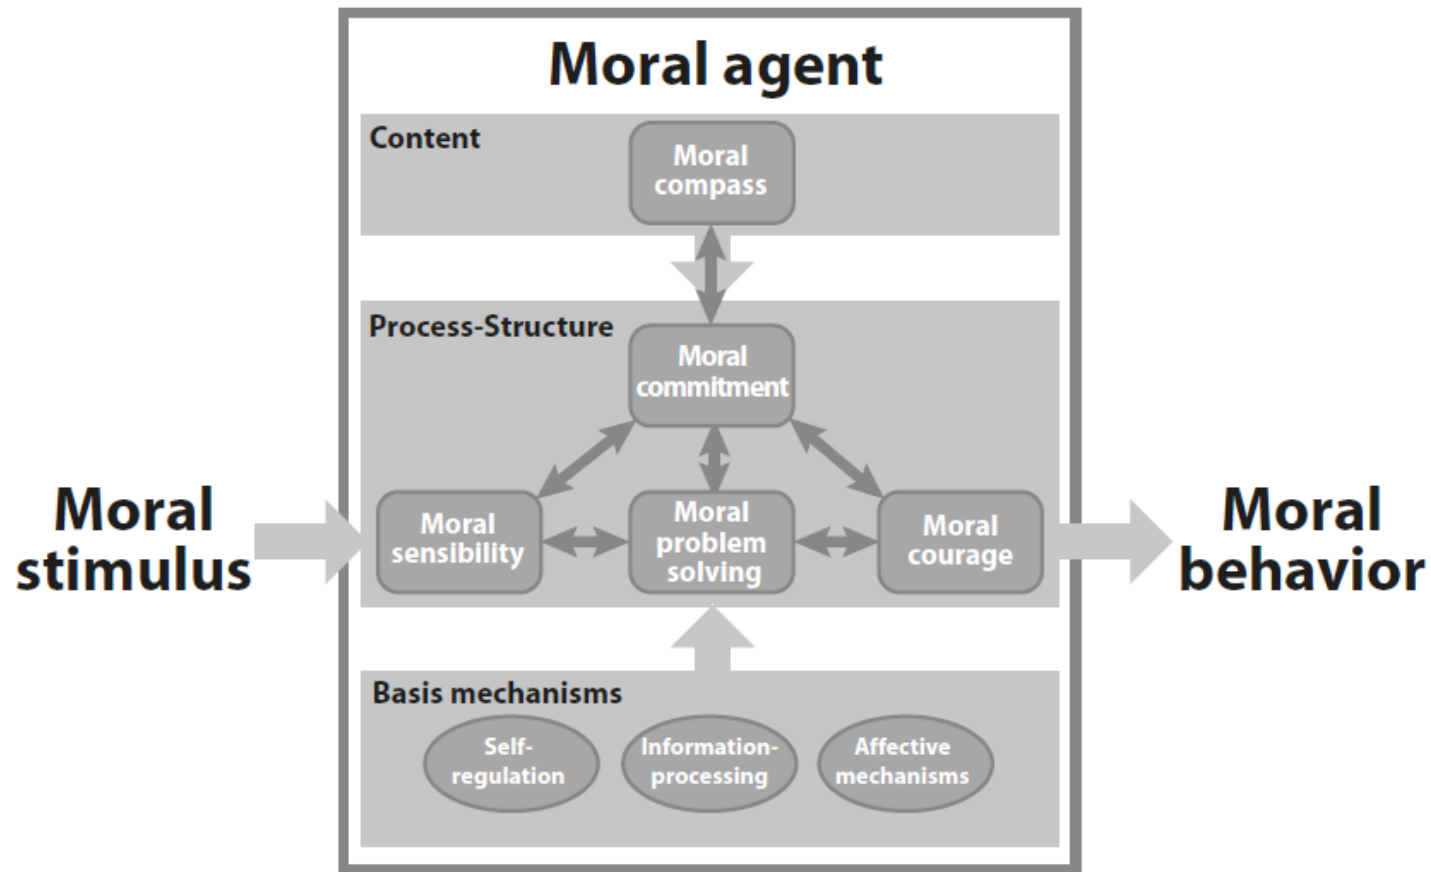 Moral agent
Content
Moral
compass
Process-Structure
Moral
commitment
Moral
stimulus
Moral
sensibility
Moral
problem
solving
Moral
courage
Moral
behavior
Basis mechanisms
Self-
regulation
Information-
processing
Affective
mechanisms